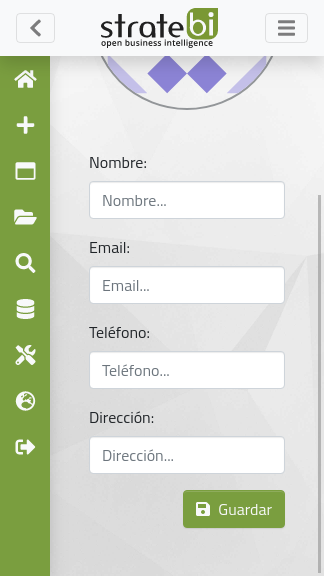 stratebi
open business intelligence
Nombre:
Nombre...
Email:
Email...
Teléfono:
Teléfono...
Dirección:
Dirección...
Guardar